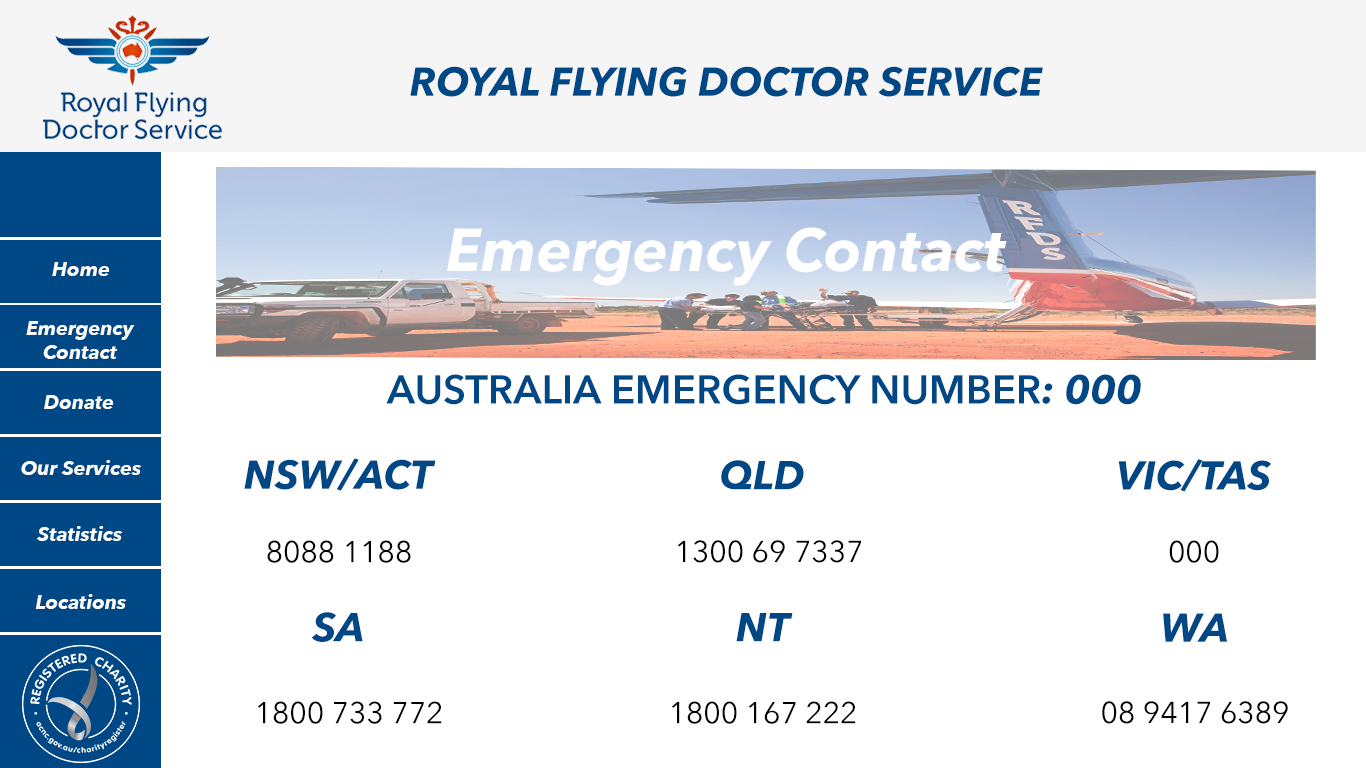 Royal Flying
Doctor Service
ROYAL FLYING DOCTOR SERVICE
Home
Emergency
Contact
Donate
Our Services
Statistics
Locations
REGISTERED CHARITY
acnc.gov.au/charityregister
Emergency Contact
RFDS
AUSTRALIA EMERGENCY NUMBER: 000
NSW/ACT QLD VIC/TAS
8088 1188 1300 69 7337 000
SA NT WA
1800 733 772 1800 167 222 08 9417 6389